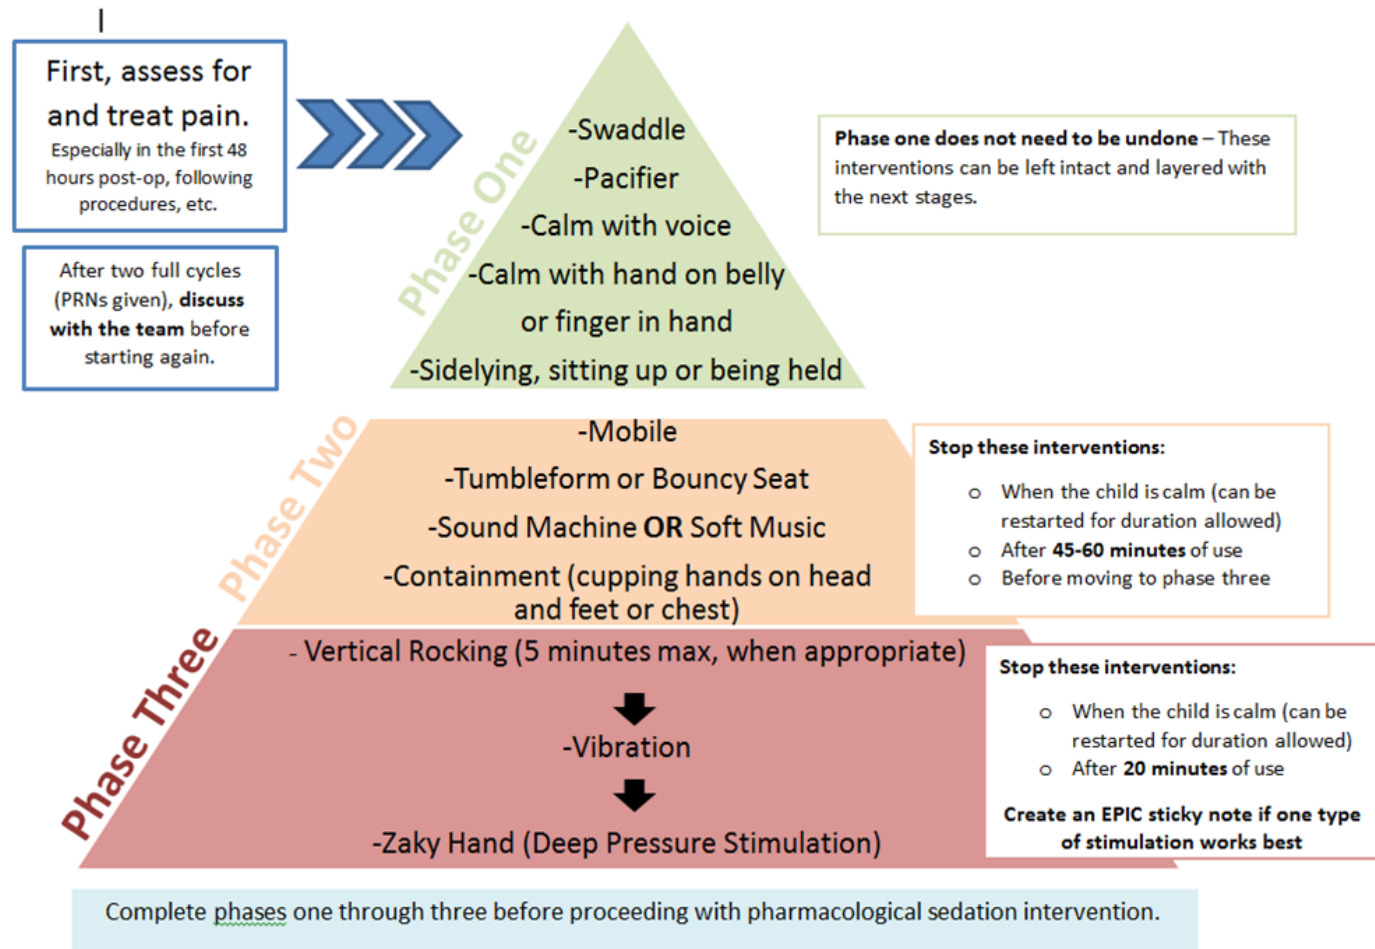 First, assess for
and treat pain.
Especially in the first 48
hours post-op, following
procedures, etc.
After two full cycles
(PRNs given), discuss
with the team before
starting again.
Phase One
-Swaddle
-Pacifier
-Calm with voice
-Calm with hand on belly
or finger in hand
-Sidelying, sitting up or being held
Phase one does not need to be undone – These
interventions can be left intact and layered with
the next stages.
Phase Two
-Mobile
-Tumbleform or Bouncy Seat
-Sound Machine OR Soft Music
-Containment (cupping hands on head
and feet or chest)
Stop these interventions:
o When the child is calm (can be
restarted for duration allowed)
o After 45-60 minutes of use
o Before moving to phase three
Phase Three
- Vertical Rocking (5 minutes max, when appropriate)
-Vibration
-Zaky Hand (Deep Pressure Stimulation)
Stop these interventions:
o When the child is calm (can be
restarted for duration allowed)
o After 20 minutes of use
Create an EPIC sticky note if one type
of stimulation works best
Complete phases one through three before proceeding with pharmacological sedation intervention.